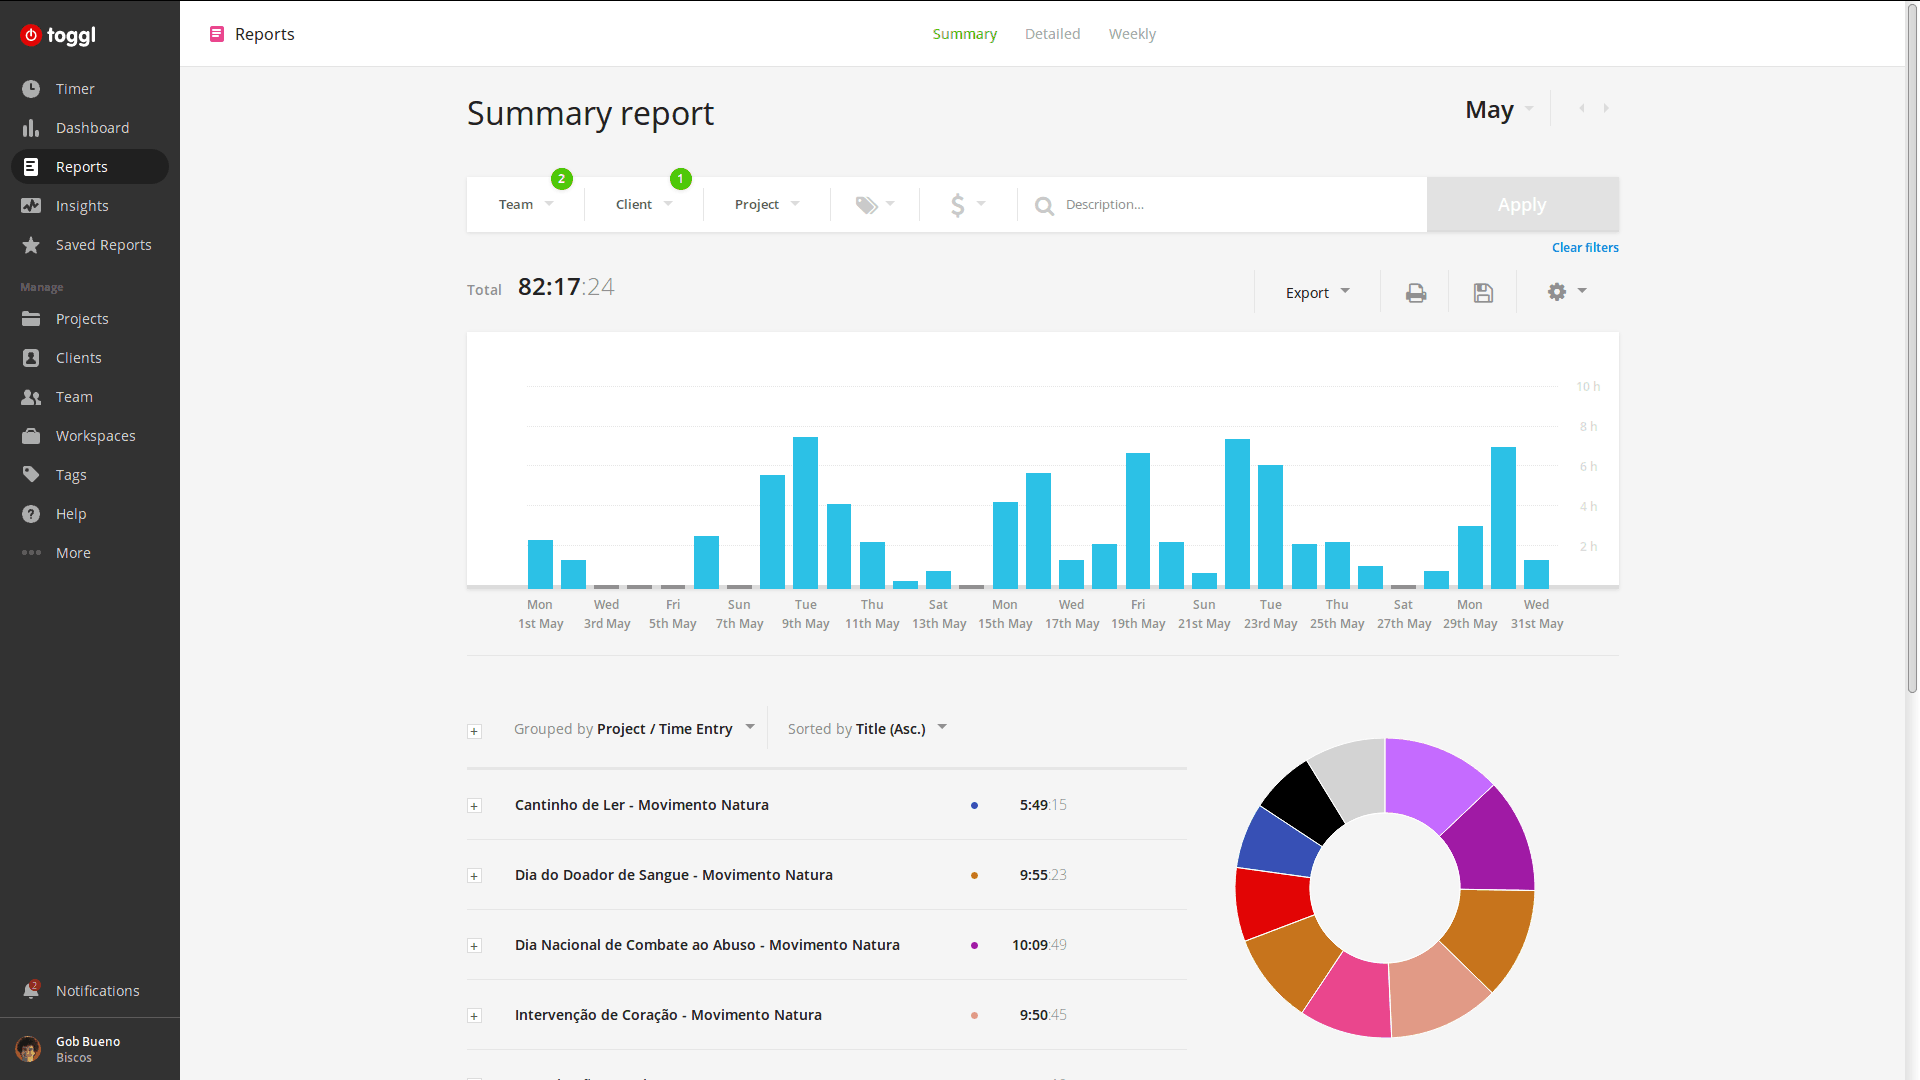 toggl
Timer
Dashboard
Reports
Insights
Saved Reports
Manage
Projects
Clients
Team
Workspaces
Tags
Help
More
2
Notifications
Gob Bueno
Biscos
Reports
Summary Detailed Weekly
Summary report
May
2 1
Team Client Project $ Description... Apply
Clear filters
Total 82:17:24
Export
10 h
8 h
6 h
4 h
2 h
Mon Wed Fri Sun Tue Thu Sat Mon Wed Fri Sun Tue Thu Sat Mon Wed
1st May 3rd May 5th May 7th May 9th May 11th May 13th May 15th May 17th May 19th May 21st May 23rd May 25th May 27th May 29th May 31st May
+ Grouped by Project / Time Entry Sorted by Title (Asc.)
+ Cantinho de Ler - Movimento Natura 5:49:15
+ Dia do Doador de Sangue - Movimento Natura 9:55:23
+ Dia Nacional de Combate ao Abuso - Movimento Natura 10:09:49
+ Intervenção de Coração - Movimento Natura 9:50:45